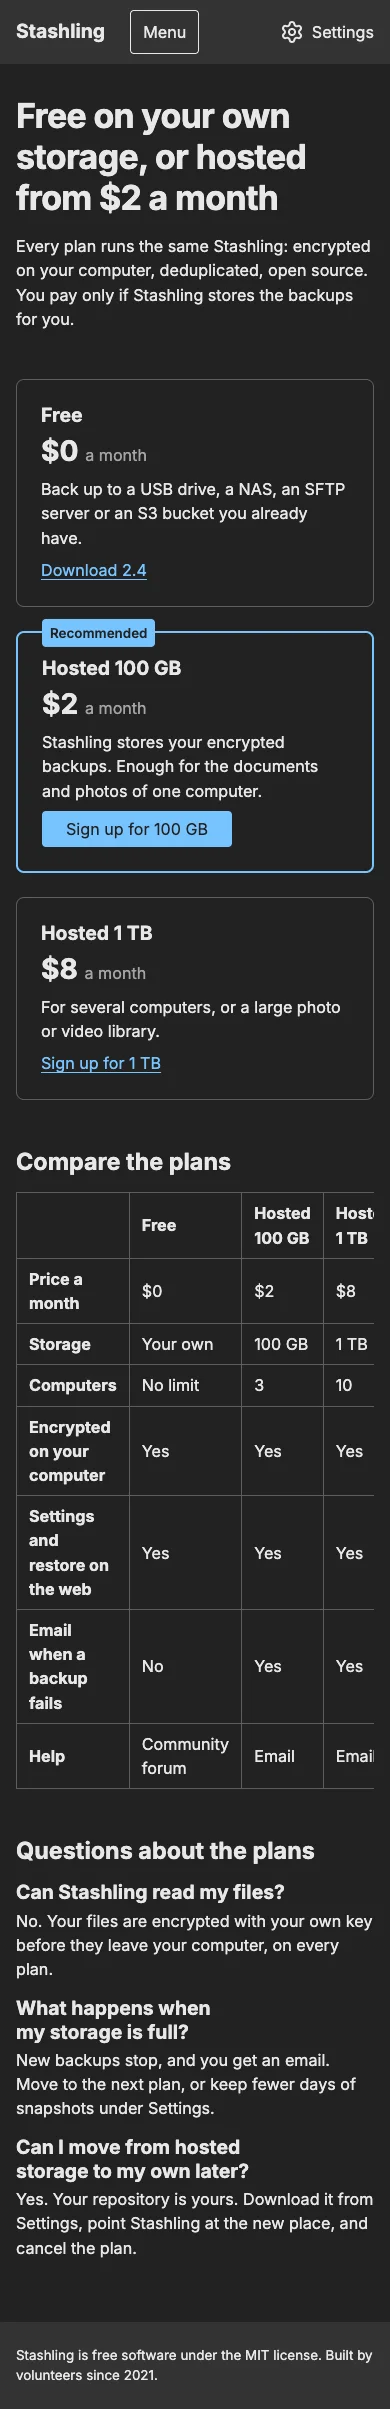 Stashling
Menu
Settings
Free on your own
storage, or hosted
from $2 a month
Every plan runs the same Stashling: encrypted
on your computer, deduplicated, open source.
You pay only if Stashling stores the backups
for you.
Free
$0 a month
Back up to a USB drive, a NAS, an SFTP
server or an S3 bucket you already
have.
Download 2.4
Recommended
Hosted 100 GB
$2 a month
Stashling stores your encrypted
backups. Enough for the documents
and photos of one computer.
Sign up for 100 GB
Hosted 1 TB
$8 a month
For several computers, or a large photo
or video library.
Sign up for 1 TB
Compare the plans
Free
Hosted
100 GB
1 TB
Price a
month
$0
$2
$8
Storage
Your own
100 GB
1 TB
Computers
No limit
3
10
Encrypted
on your
computer
Yes
Yes
Yes
Settings
and
restore on
the web
Yes
Yes
Yes
Email
when a
backup
fails
No
Yes
Yes
Help
Community
forum
Email
Questions about the plans
Can Stashling read my files?
No. Your files are encrypted with your own key
before they leave your computer, on every
plan.
What happens when
my storage is full?
New backups stop, and you get an email.
Move to the next plan, or keep fewer days of
snapshots under Settings.
Can I move from hosted
storage to my own later?
Yes. Your repository is yours. Download it from
Settings, point Stashling at the new place, and
cancel the plan.
Stashling is free software under the MIT license. Built by
volunteers since 2021.